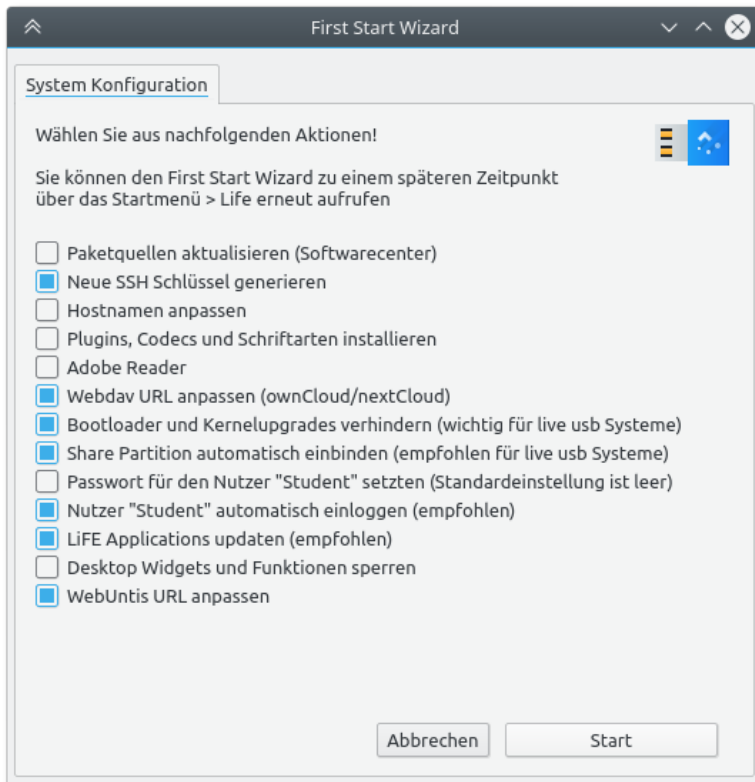 First Start Wizard
System Konfiguration
Wählen Sie aus nachfolgenden Aktionen!
Sie können den First Start Wizard zu einem späteren Zeitpunkt
über das Startmenü > Life erneut aufrufen
Paketquellen aktualisieren (Softwarecenter)
Neue SSH Schlüssel generieren
Hostnamen anpassen
Plugins, Codecs und Schriftarten installieren
Adobe Reader
Webdav URL anpassen (ownCloud/nextCloud)
Bootloader und Kernelupgrades verhindern (wichtig für live usb Systeme)
Share Partition automatisch einbinden (empfohlen für live usb Systeme)
Passwort für den Nutzer "Student" setzten (Standardeinstellung ist leer)
Nutzer "Student" automatisch einloggen (empfohlen)
LiFE Applications updaten (empfohlen)
Desktop Widgets und Funktionen sperren
WebUntis URL anpassen
Abbrechen
Start